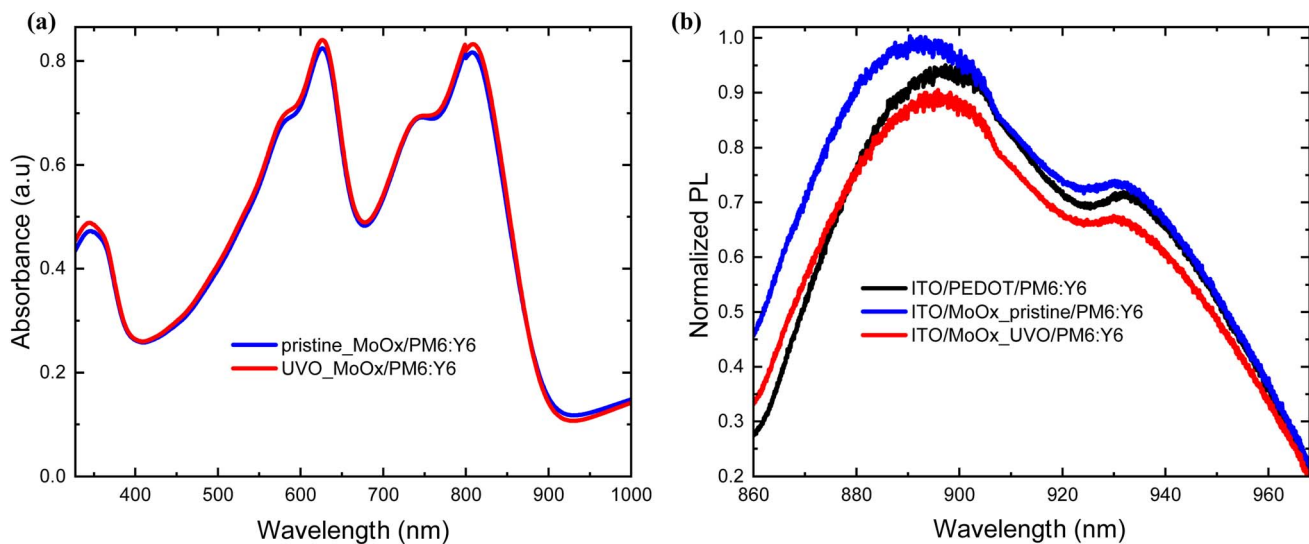 (a)
0.8
0.6
0.4
0.2
0.0
Absorbance (a.u)
pristine_MoOx/PM6:Y6
UVO_MoOx/PM6:Y6
400 500 600 700 800 900 1000
Wavelength (nm)
(b)
1.0
0.9
0.8
0.7
0.6
0.5
0.4
0.3
0.2
Normalized PL
ITO/PEDOT/PM6:Y6
ITO/MoOx_pristine/PM6:Y6
ITO/MoOx_UVO/PM6:Y6
860 880 900 920 940 960
Wavelength (nm)